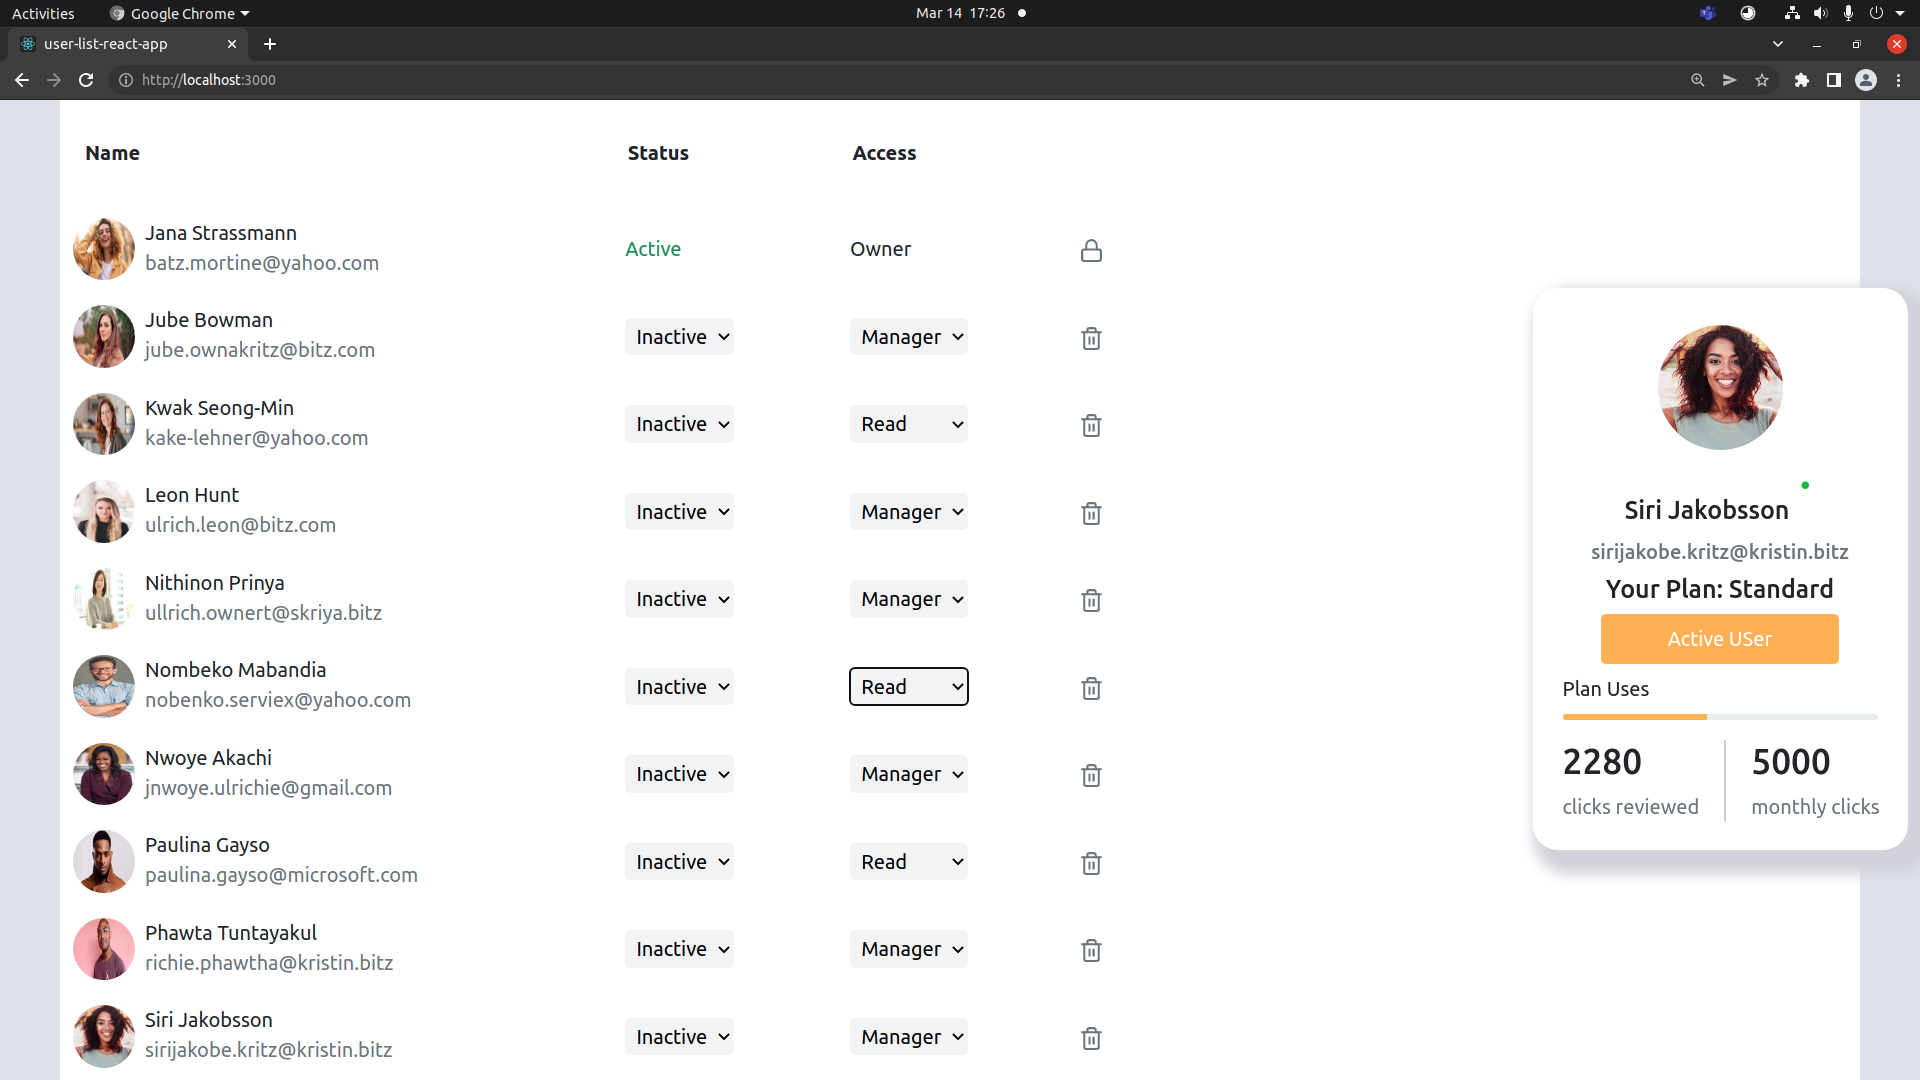 Activities Google Chrome Mar 14 17:26
user-list-react-app
http://localhost:3000
Name Status Access
Jana Strassmann
batz.mortine@yahoo.com
Active Owner
Jube Bowman
jube.ownakritz@bitz.com
Inactive Manager
Kwak Seong-Min
kake-lehner@yahoo.com
Inactive Read
Leon Hunt
ulrich.leon@bitz.com
Inactive Manager
Nithinon Prinya
ullrich.ownert@skriya.bitz
Inactive Manager
Nombeko Mabandia
nobenko.serviex@yahoo.com
Inactive Read
Nwoye Akachi
jnwoye.ulrichie@gmail.com
Inactive Manager
Paulina Gayso
paulina.gayso@microsoft.com
Inactive Read
Phawta Tuntayakul
richie.phawtha@kristin.bitz
Inactive Manager
Siri Jakobsson
sirijakobe.kritz@kristin.bitz
Inactive Manager
Siri Jakobsson
sirijakobe.kritz@kristin.bitz
Your Plan: Standard
Active USer
Plan Uses
2280 5000
clicks reviewed monthly clicks